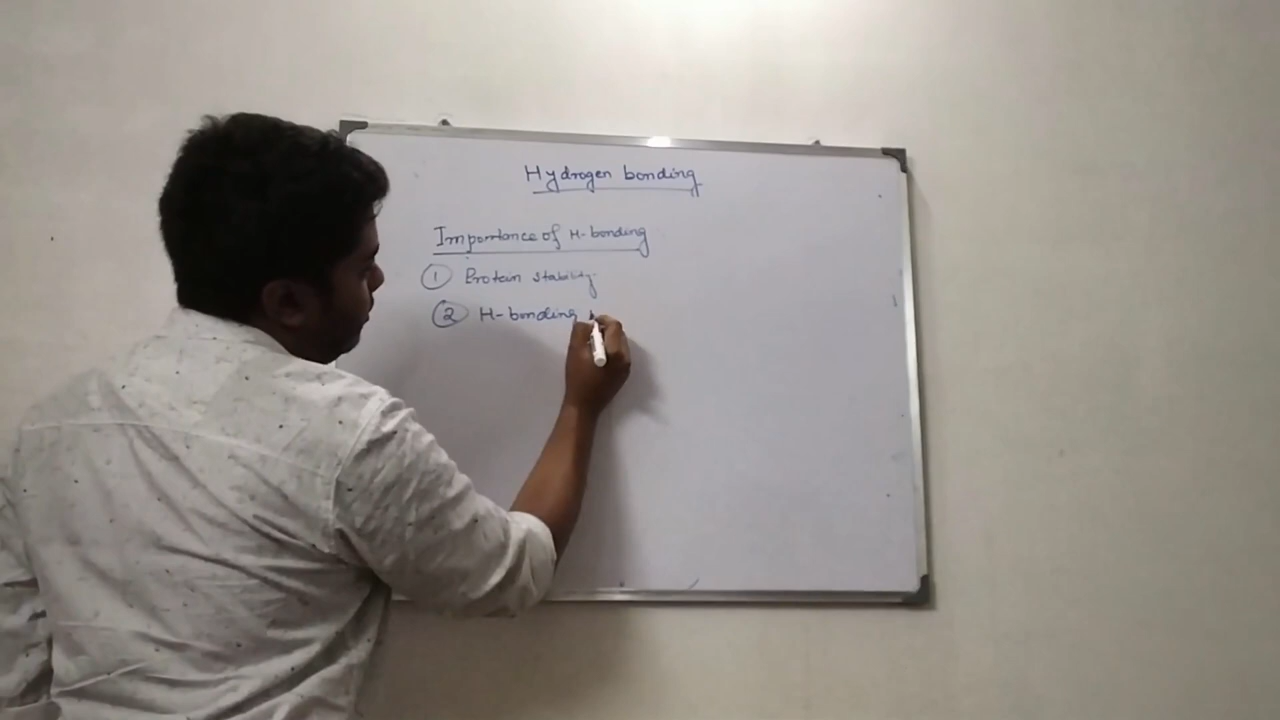 Hydrogen bonding
Importance of H-bonding
① Protein stability
② H-bonding